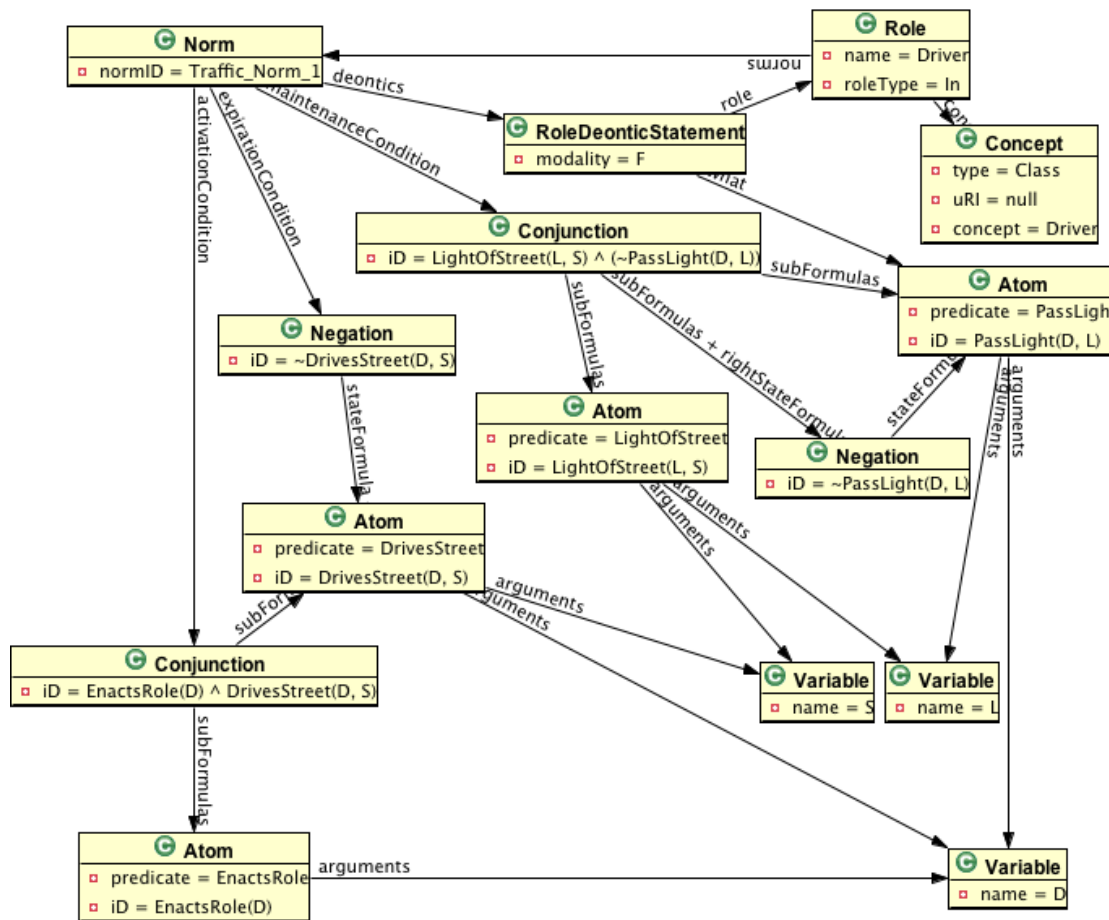 Norm
normID = Traffic_Norm_1
Role
name = Driver
roleType = In
norms
deontics
role
RoleDeonticStatement
modality = F
Concept
type = Class
uRI = null
concept = Driver
activationCondition
expirationCondition
maintenanceCondition
Conjunction
iD = LightOfStreet(L, S) ^ (~PassLight(D, L))
subFormulas
Atom
predicate = PassLigh
iD = PassLight(D, L)
Negation
iD = ~DrivesStreet(D, S)
subFormulas
subFormulas + rightStateFormula
stateFormula
Atom
predicate = LightOfStreet
iD = LightOfStreet(L, S)
stateFormu
Negation
iD = ~PassLight(D, L)
arguments
arguments
Atom
predicate = DrivesStreet
iD = DrivesStreet(D, S)
arguments
arguments
subFor
arguments
arguments
Conjunction
iD = EnactsRole(D) ^ DrivesStreet(D, S)
Variable
name = S
Variable
name = L
subFormulas
Atom
predicate = EnactsRole
iD = EnactsRole(D)
arguments
Variable
name = D